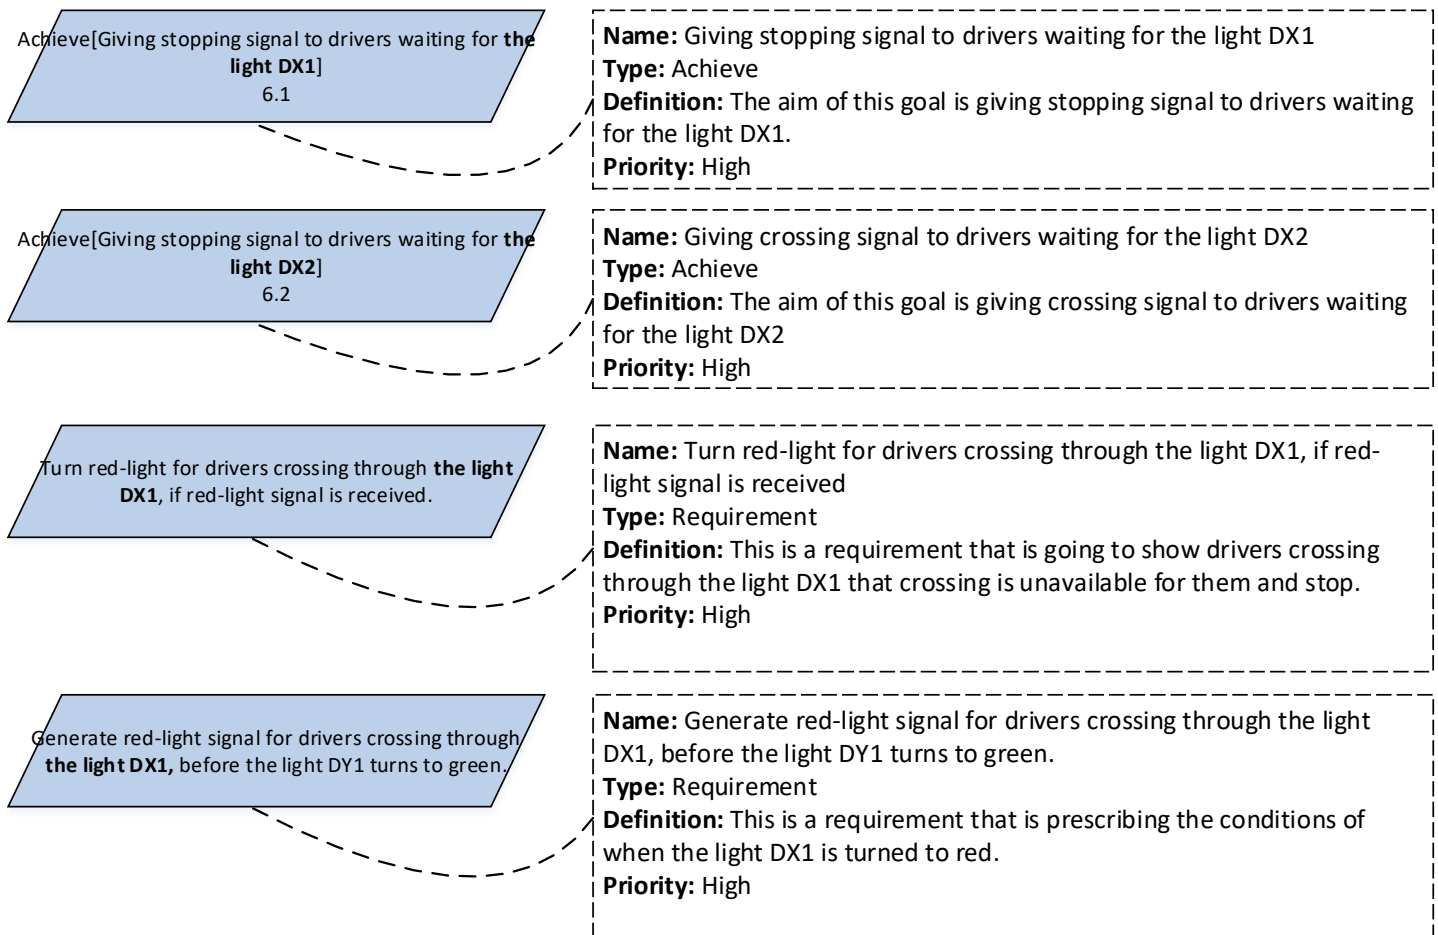 Achieve[Giving stopping signal to drivers waiting for the
light DX1]
6.1
Name: Giving stopping signal to drivers waiting for the light DX1
Type: Achieve
Definition: The aim of this goal is giving stopping signal to drivers waiting
for the light DX1.
Priority: High
Achieve[Giving stopping signal to drivers waiting for the
light DX2]
6.2
Name: Giving crossing signal to drivers waiting for the light DX2
Type: Achieve
Definition: The aim of this goal is giving crossing signal to drivers waiting
for the light DX2
Priority: High
Turn red-light for drivers crossing through the light
DX1, if red-light signal is received.
Name: Turn red-light for drivers crossing through the light DX1, if red-
light signal is received
Type: Requirement
Definition: This is a requirement that is going to show drivers crossing
through the light DX1 that crossing is unavailable for them and stop.
Priority: High
Generate red-light signal for drivers crossing through
the light DX1, before the light DY1 turns to green.
Name: Generate red-light signal for drivers crossing through the light
DX1, before the light DY1 turns to green.
Type: Requirement
Definition: This is a requirement that is prescribing the conditions of
when the light DX1 is turned to red.
Priority: High